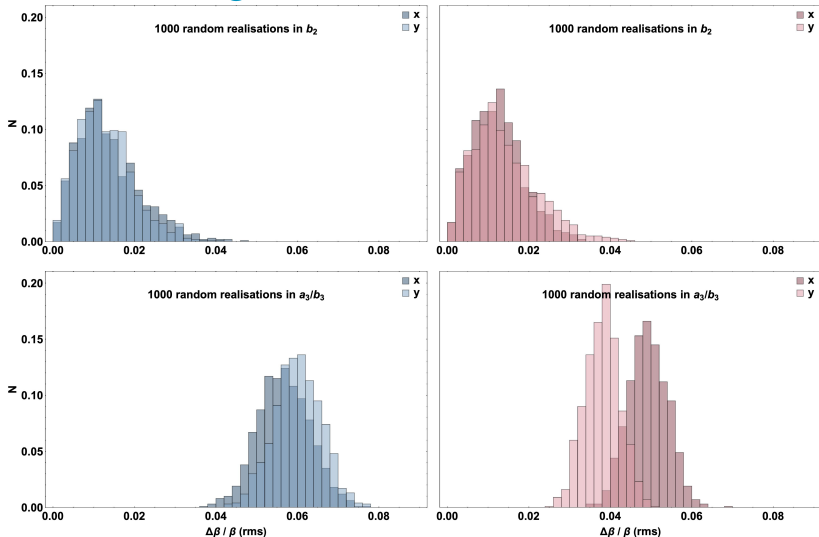 0.20
0.15
0.10
0.05
0.00
N
1000 random realisations in b₂
x
y
0.00 0.02 0.04 0.06 0.08
1000 random realisations in b₂
x
y
0.00 0.02 0.04 0.06 0.08
0.20
0.15
0.10
0.05
0.00
N
1000 random realisations in a₃/b₃
x
y
0.00 0.02 0.04 0.06 0.08
Δβ / β (rms)
1000 random realisations in a₃/b₃
x
y
0.00 0.02 0.04 0.06 0.08
Δβ / β (rms)